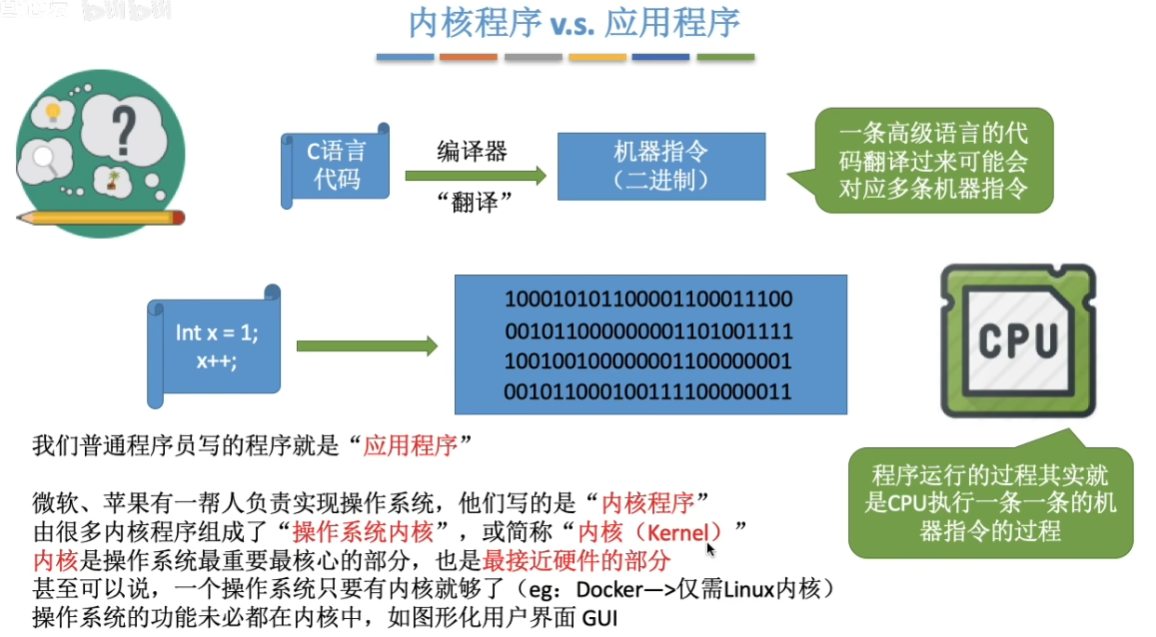 内核程序 v.s. 应用程序
C语言
代码
编译器
“翻译”
机器指令
（二进制）
一条高级语言的代
码翻译过来可能会
对应多条机器指令
Int x = 1;
x++;
100010101100001100011100
001011000000001101001111
100100100000001100000001
001011000100111100000011
CPU
程序运行的过程其实就
是CPU执行一条一条的机
器指令的过程
我们普通程序员写的程序就是“应用程序”
微软、苹果有一帮人负责实现操作系统，他们写的是“内核程序”
由很多内核程序组成了“操作系统内核”，或简称“内核（Kernel）”
内核是操作系统最重要最核心的部分，也是最接近硬件的部分
甚至可以说，一个操作系统只要有内核就够了（eg：Docker—>仅需Linux内核）
操作系统的功能未必都在内核中，如图形化用户界面 GUI